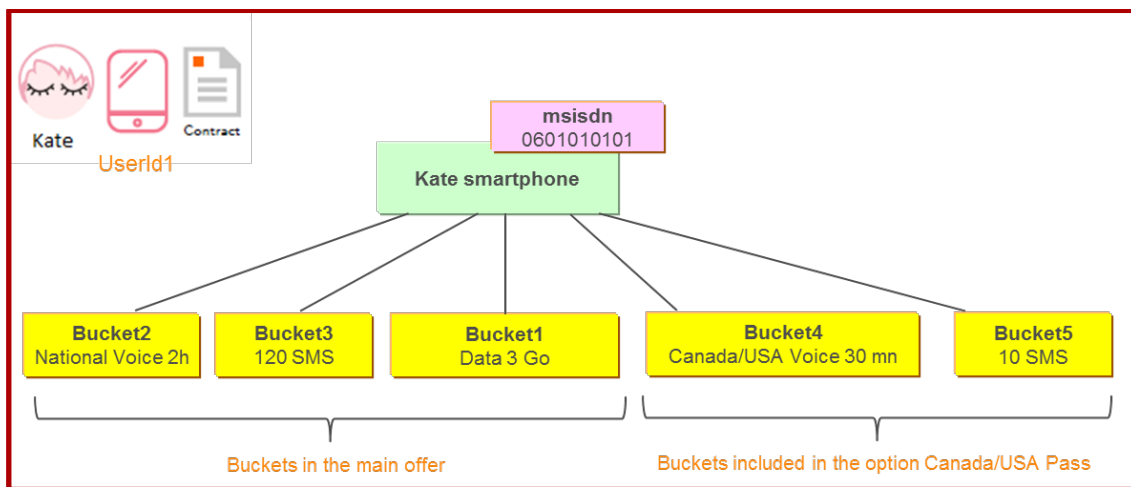 Kate
Contract
UserId1
msisdn
0601010101
Kate smartphone
Bucket2
National Voice 2h
Bucket3
120 SMS
Bucket1
Data 3 Go
Bucket4
Canada/USA Voice 30 mn
Bucket5
10 SMS
Buckets in the main offer
Buckets included in the option Canada/USA Pass